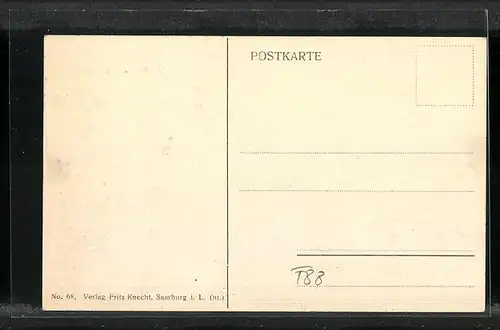 POSTKARTE
T88
No. 68. Verlag Fritz Knecht, Saarburg i. L. (III.)